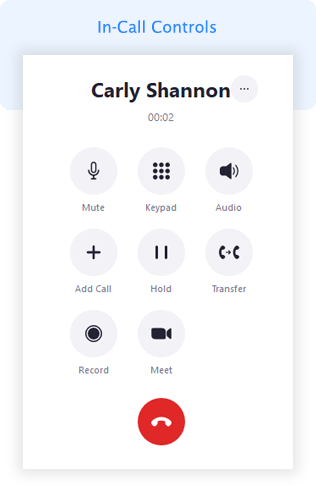 In-Call Controls
Carly Shannon ...
00:02
Mute Keypad Audio
Add Call Hold Transfer
Record Meet